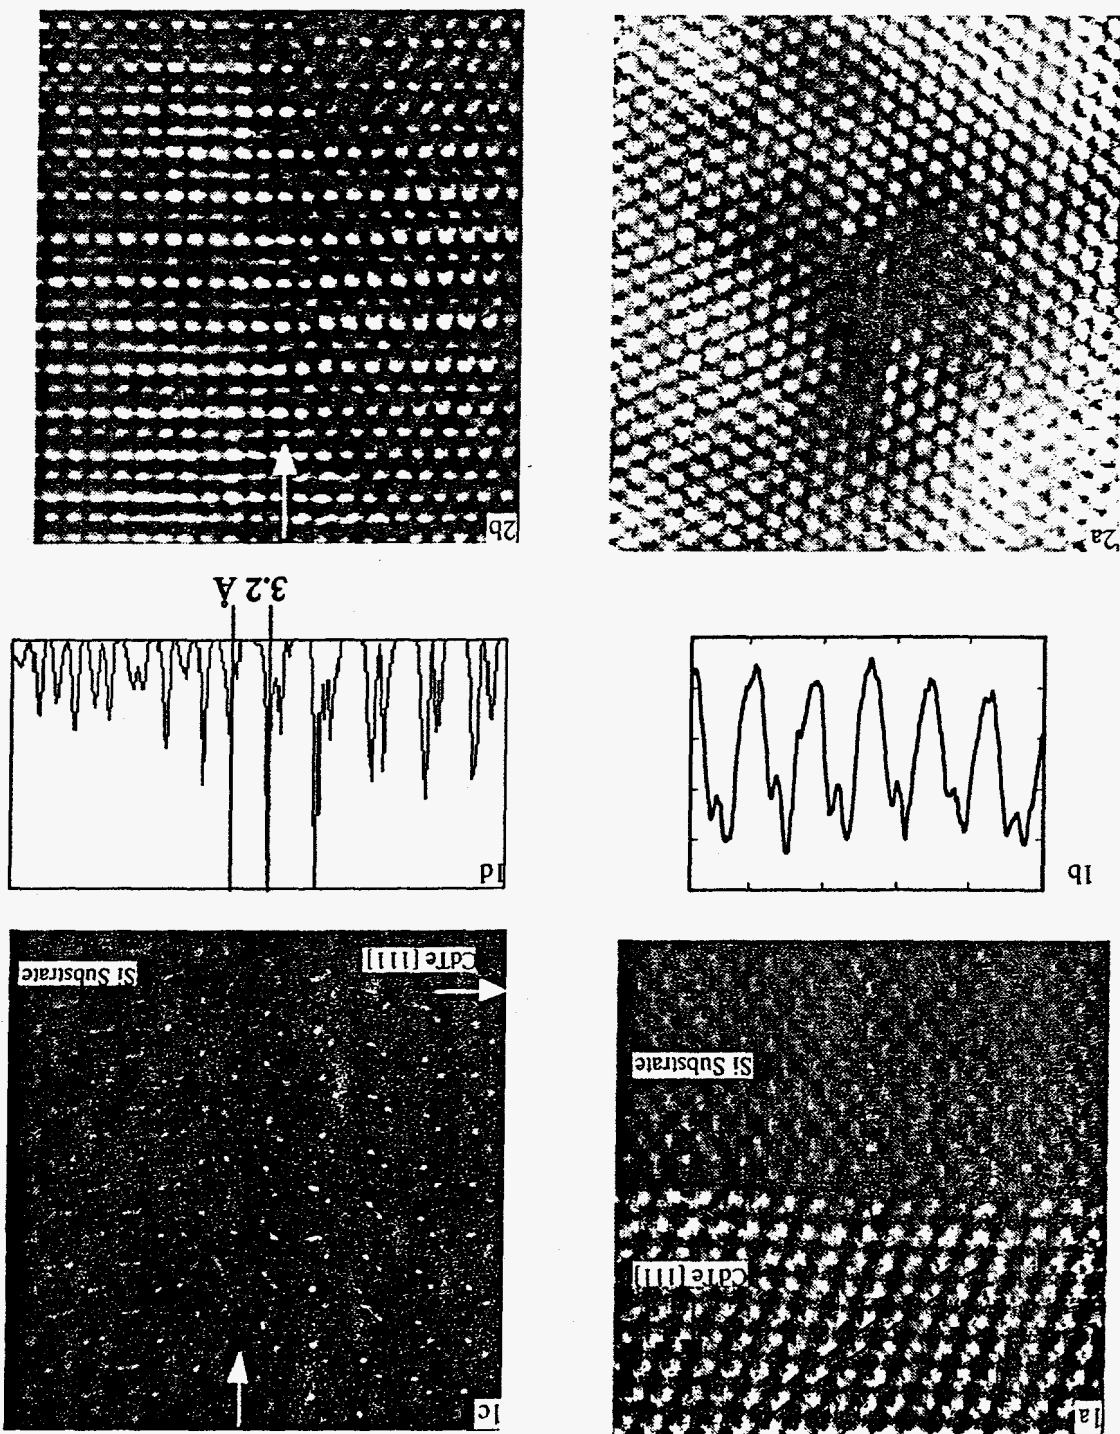 1a
CdTe [111]
Si Substrate
1c
CdTe [111]
Si Substrate
1b
1d
3.2 Å
2a
2b